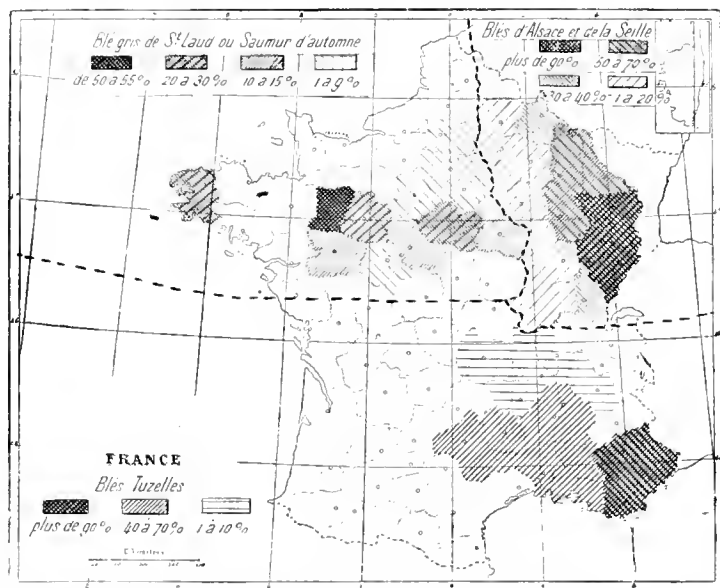 Blé gris de St Laud ou Saumur d'automne
de 50 à 55% 20 à 30% 10 à 15% 1 à 9%
Blés d'Alsace et de la Seille
plus de 90% 50 à 70%
30 à 40% 1 à 20%
FRANCE
Blés Tuzelles
plus de 90% 40 à 70% 1 à 10%